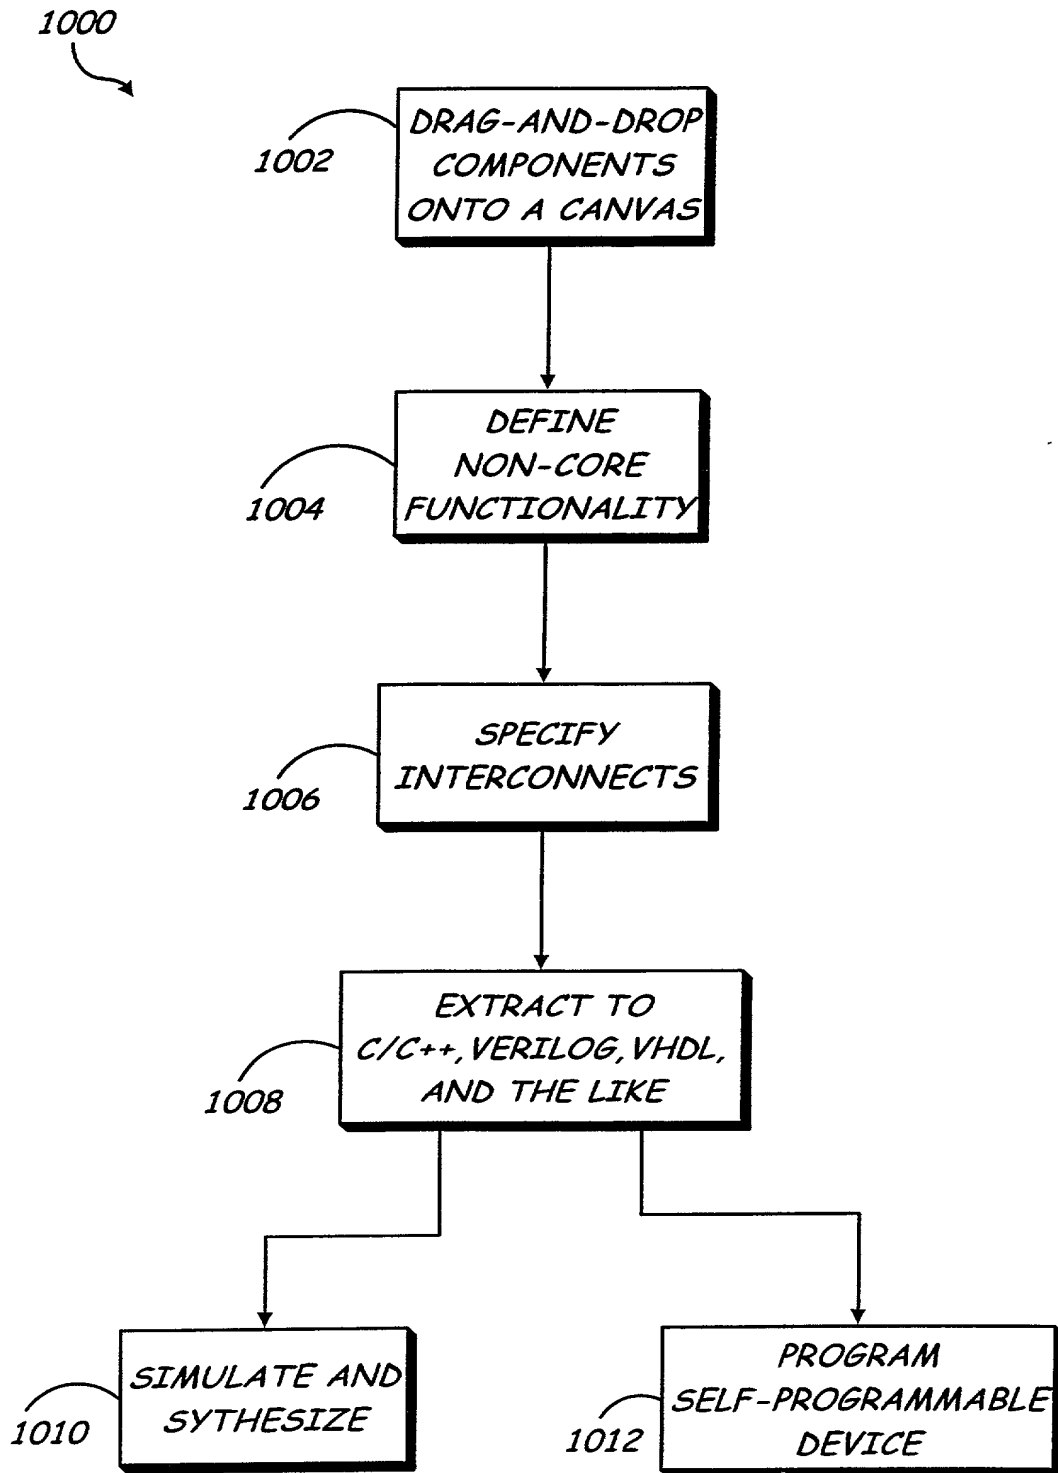 1000
DRAG-AND-DROP
COMPONENTS
ONTO A CANVAS
1002
DEFINE
NON-CORE
FUNCTIONALITY
1004
SPECIFY
INTERCONNECTS
1006
EXTRACT TO
C/C++, VERILOG, VHDL,
AND THE LIKE
1008
SIMULATE AND
SYTHESIZE
1010
PROGRAM
SELF-PROGRAMMABLE
DEVICE
1012